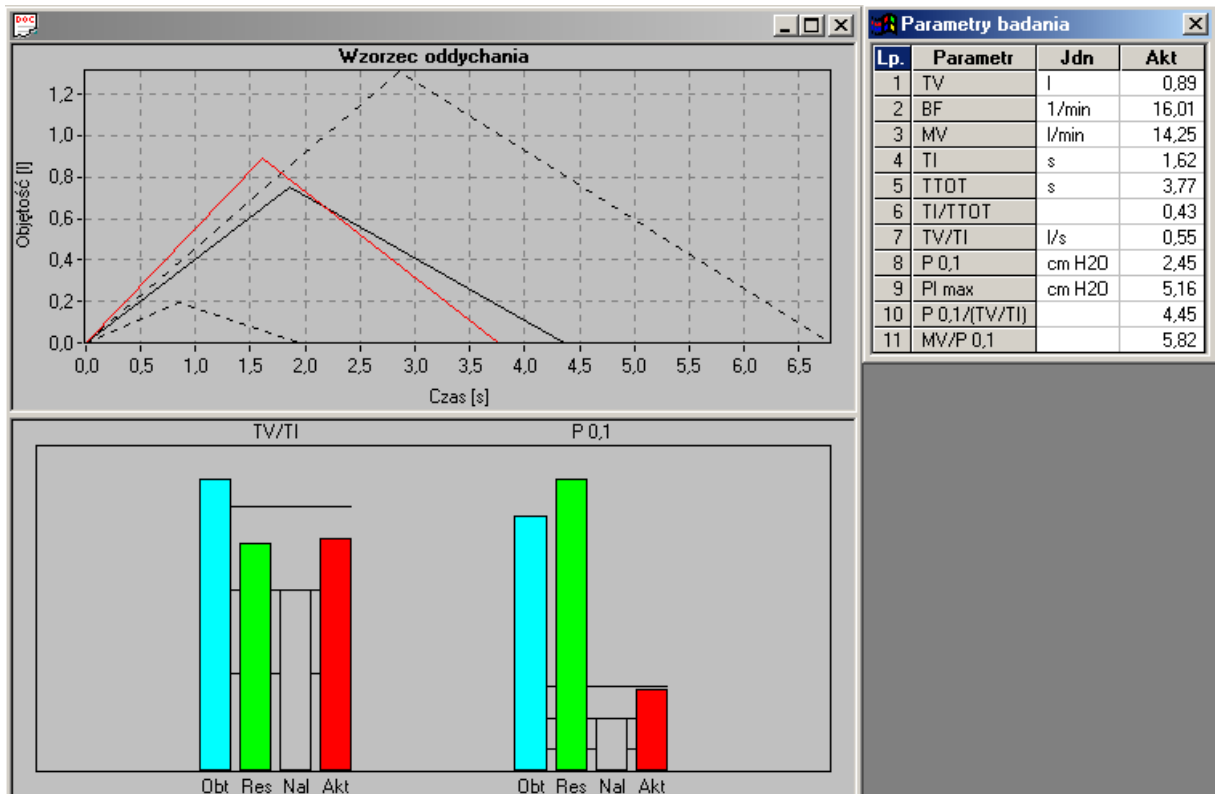 DOC
Wzorzec oddychania
Objętość [l]
1,2
1,0
0,8
0,6
0,4
0,2
0,0
0,0 0,5 1,0 1,5 2,0 2,5 3,0 3,5 4,0 4,5 5,0 5,5 6,0 6,5
Czas [s]
TV/TI P 0,1
Obt Res Nal Akt Obt Res Nal Akt
Parametry badania
Lp. Parametr Jdn Akt
1 TV l 0,89
2 BF 1/min 16,01
3 MV l/min 14,25
4 TI s 1,62
5 TTOT s 3,77
6 TI/TTOT 0,43
7 TV/TI l/s 0,55
8 P 0,1 cm H2O 2,45
9 PI max cm H2O 5,16
10 P 0,1/(TV/TI) 4,45
11 MV/P 0,1 5,82